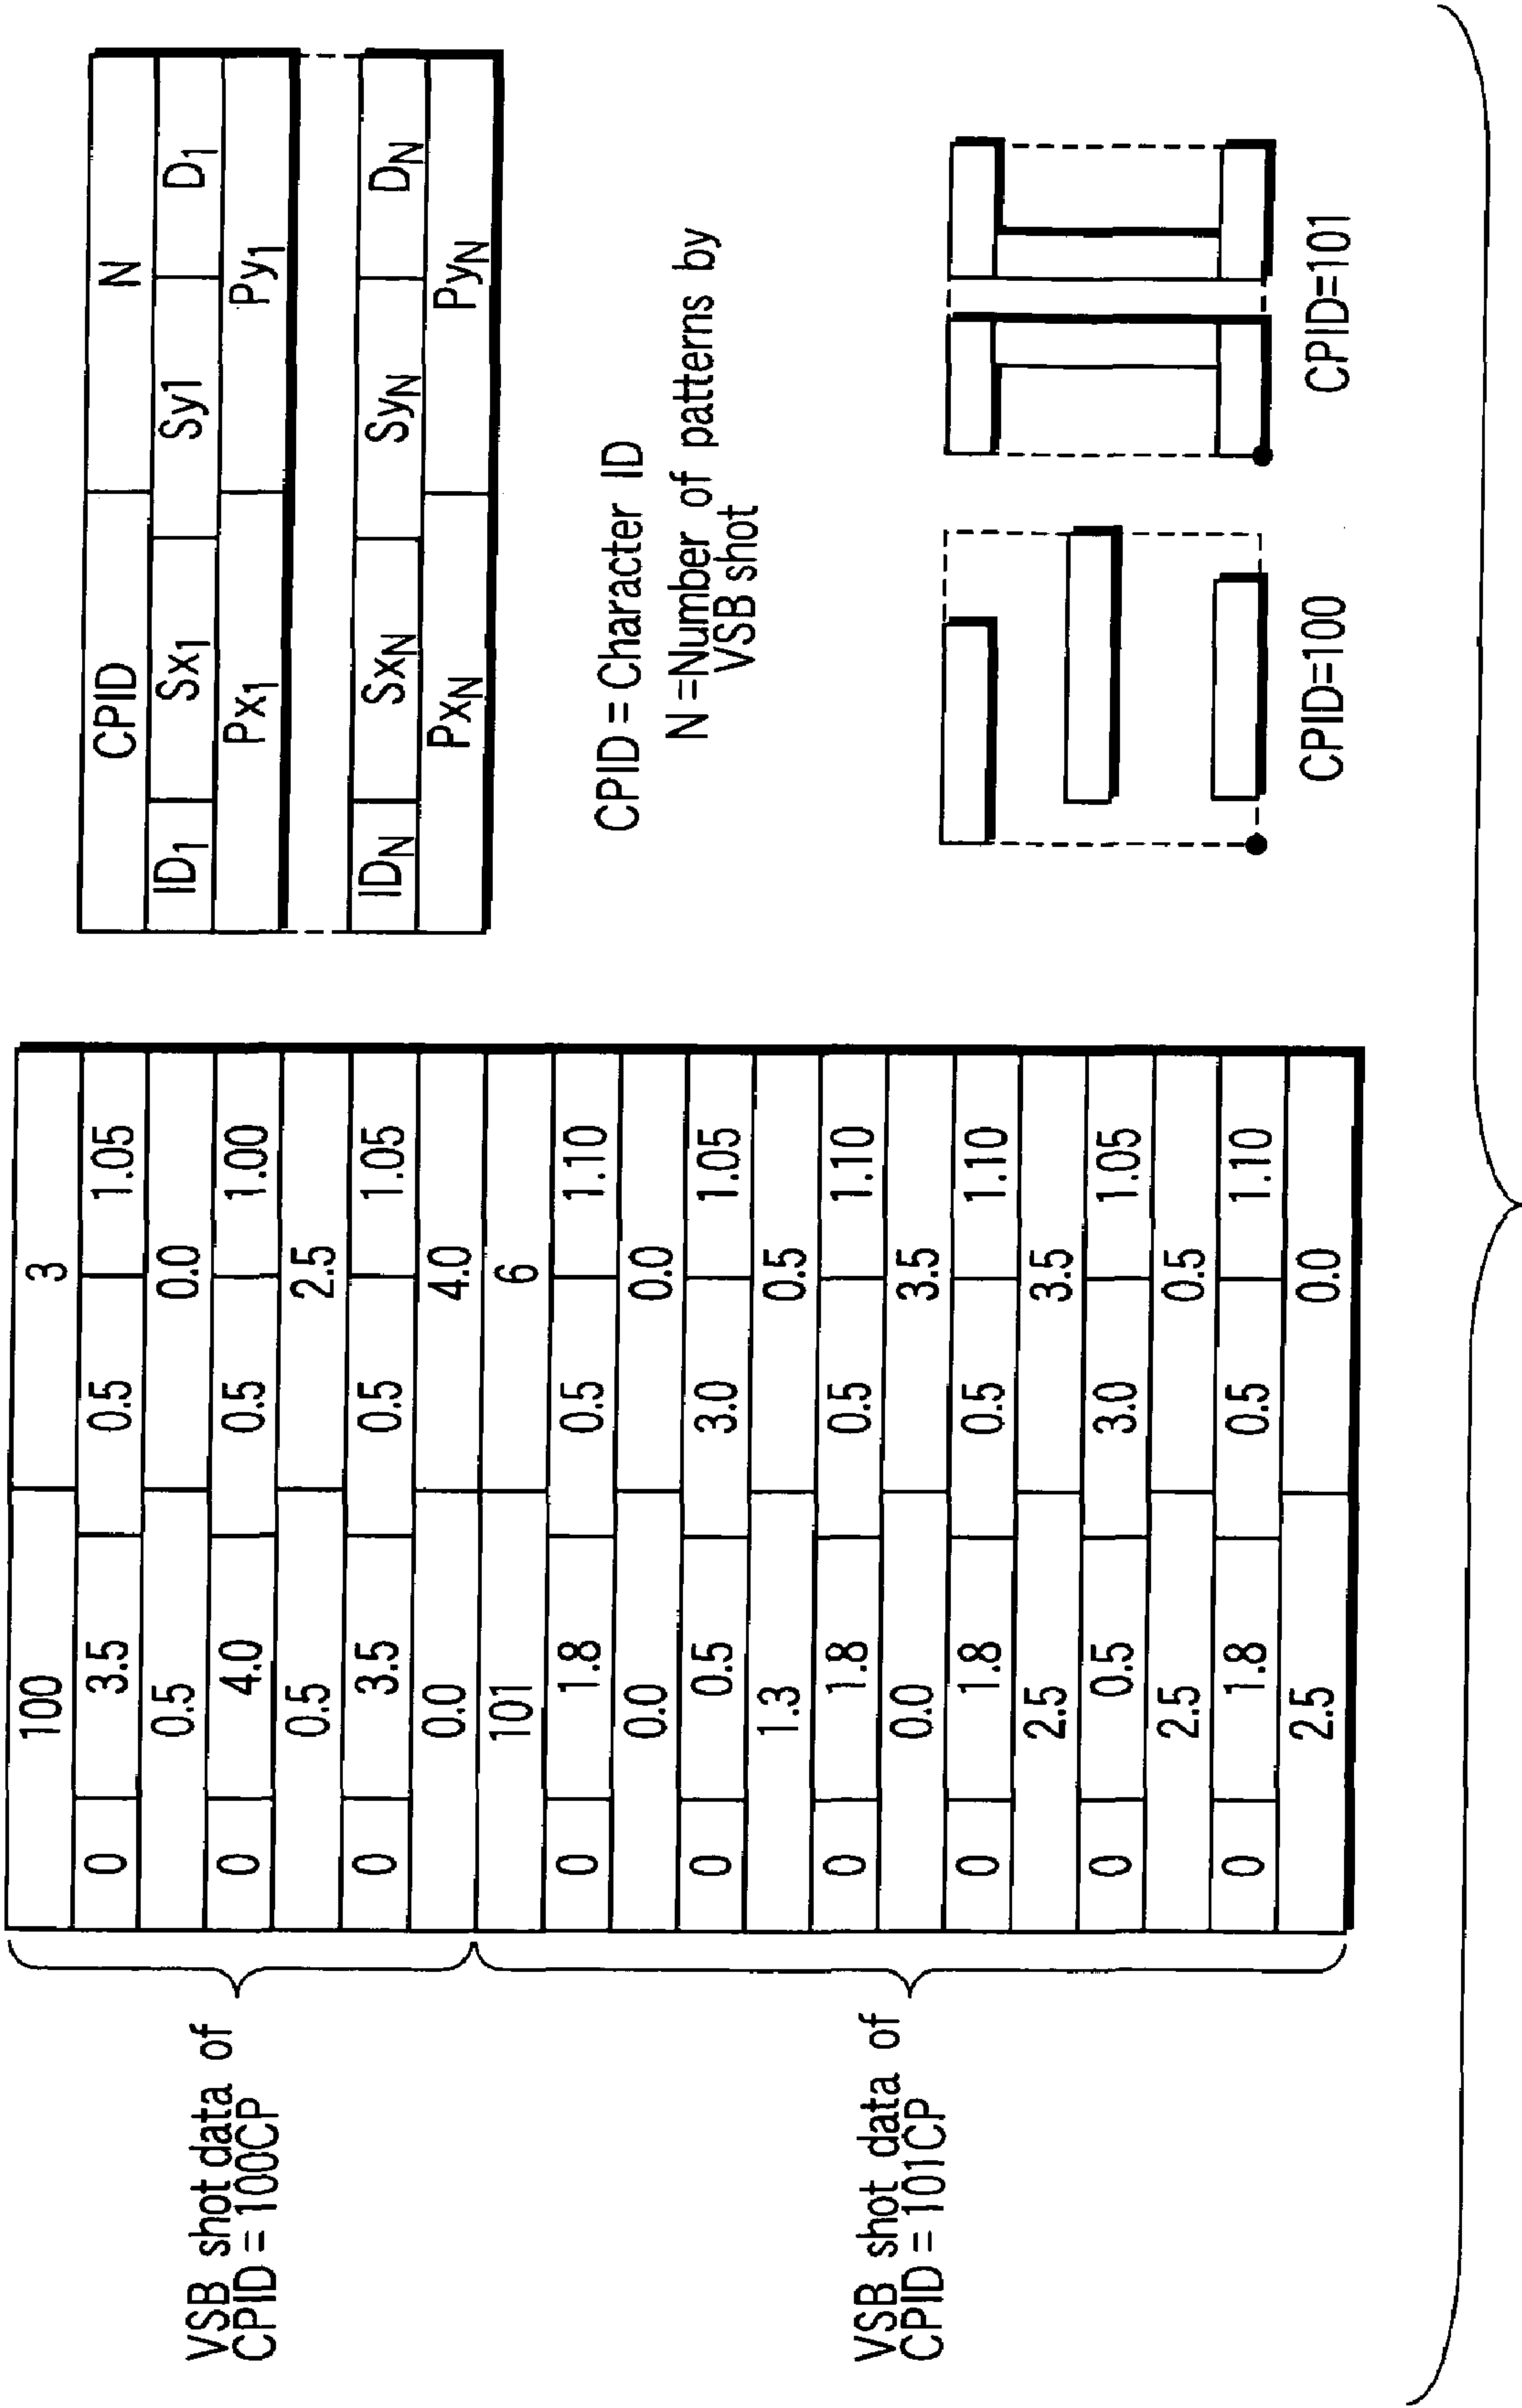 VSB shot data of
CPID = 100CP
VSB shot data of
CPID = 101CP
100 3
0 3.5 0.5 1.05
0.5 0.0
0 4.0 0.5 1.00
0.5 2.5
0 3.5 0.5 1.05
0.0 4.0
101 6
0 1.8 0.5 1.10
0.0 0.0
0 0.5 3.0 1.05
1.3 0.5
0 1.8 0.5 1.10
0.0 3.5
0 1.8 0.5 1.10
2.5 3.5
0 0.5 3.0 1.05
2.5 0.5
0 1.8 0.5 1.10
2.5 0.0
CPID N
ID1 Sx1 Sy1 D1
Px1 Py1
IDN SxN SyN DN
PxN PyN
CPID = Character ID
N =Number of patterns by
VSB shot
CPID=100
CPID=101